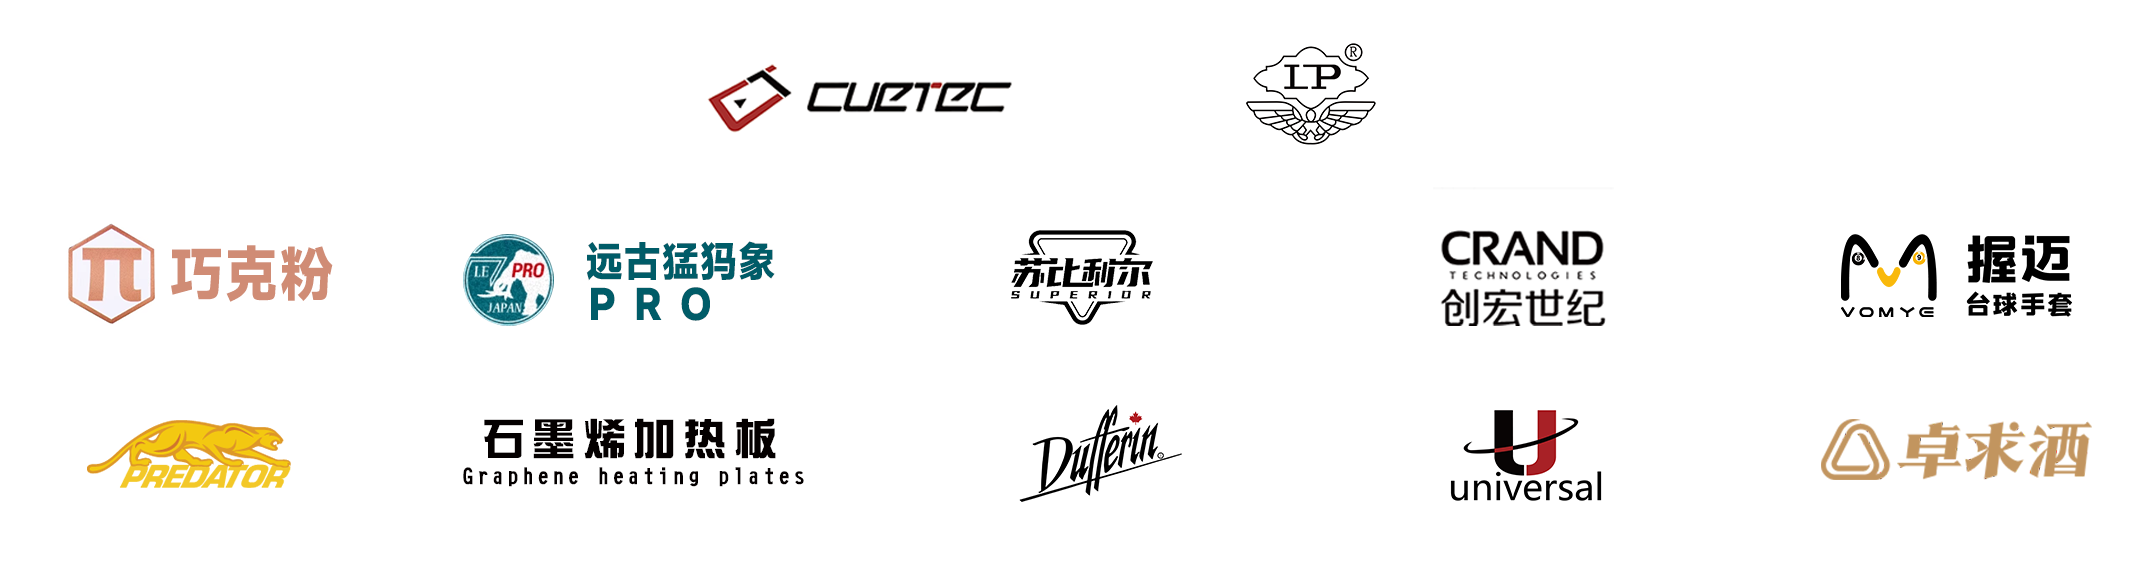 CUETEC
LP®
π 巧克粉
LE PRO JAPAN
远古猛犸象
PRO
苏比利尔
SUPERIOR
CRAND
TECHNOLOGIES
创宏世纪
VOMYE
握迈
台球手套
PREDATOR
石墨烯加热板
Graphene heating plates
Dufferin
universal
卓求酒